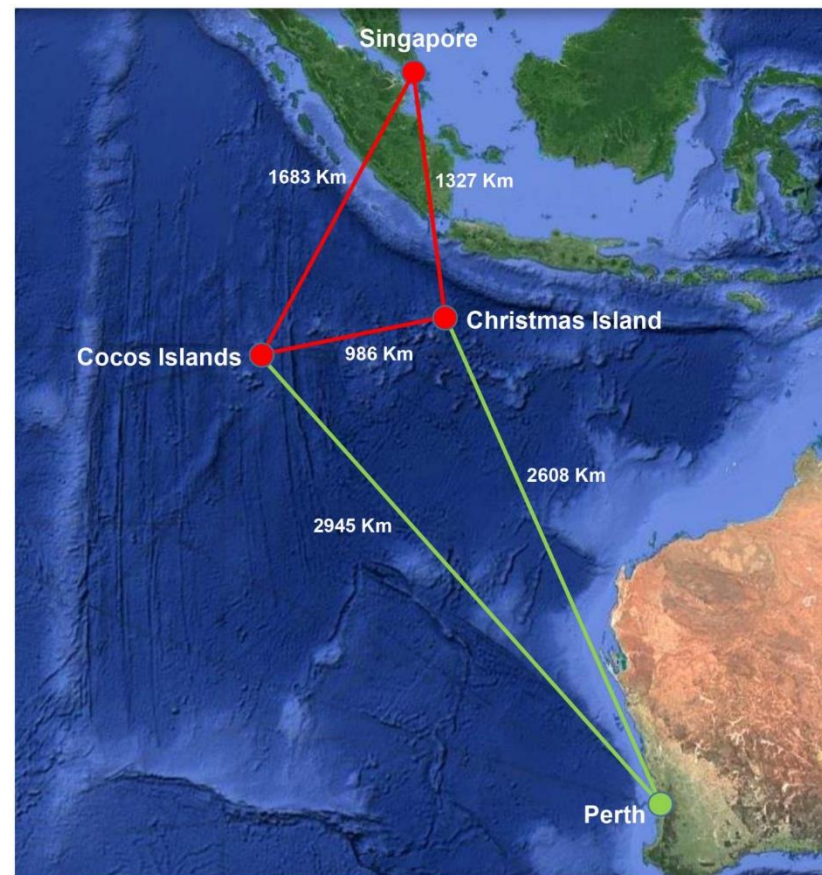 Singapore
1683 Km
1327 Km
Christmas Island
Cocos Islands
986 Km
2608 Km
2945 Km
Perth